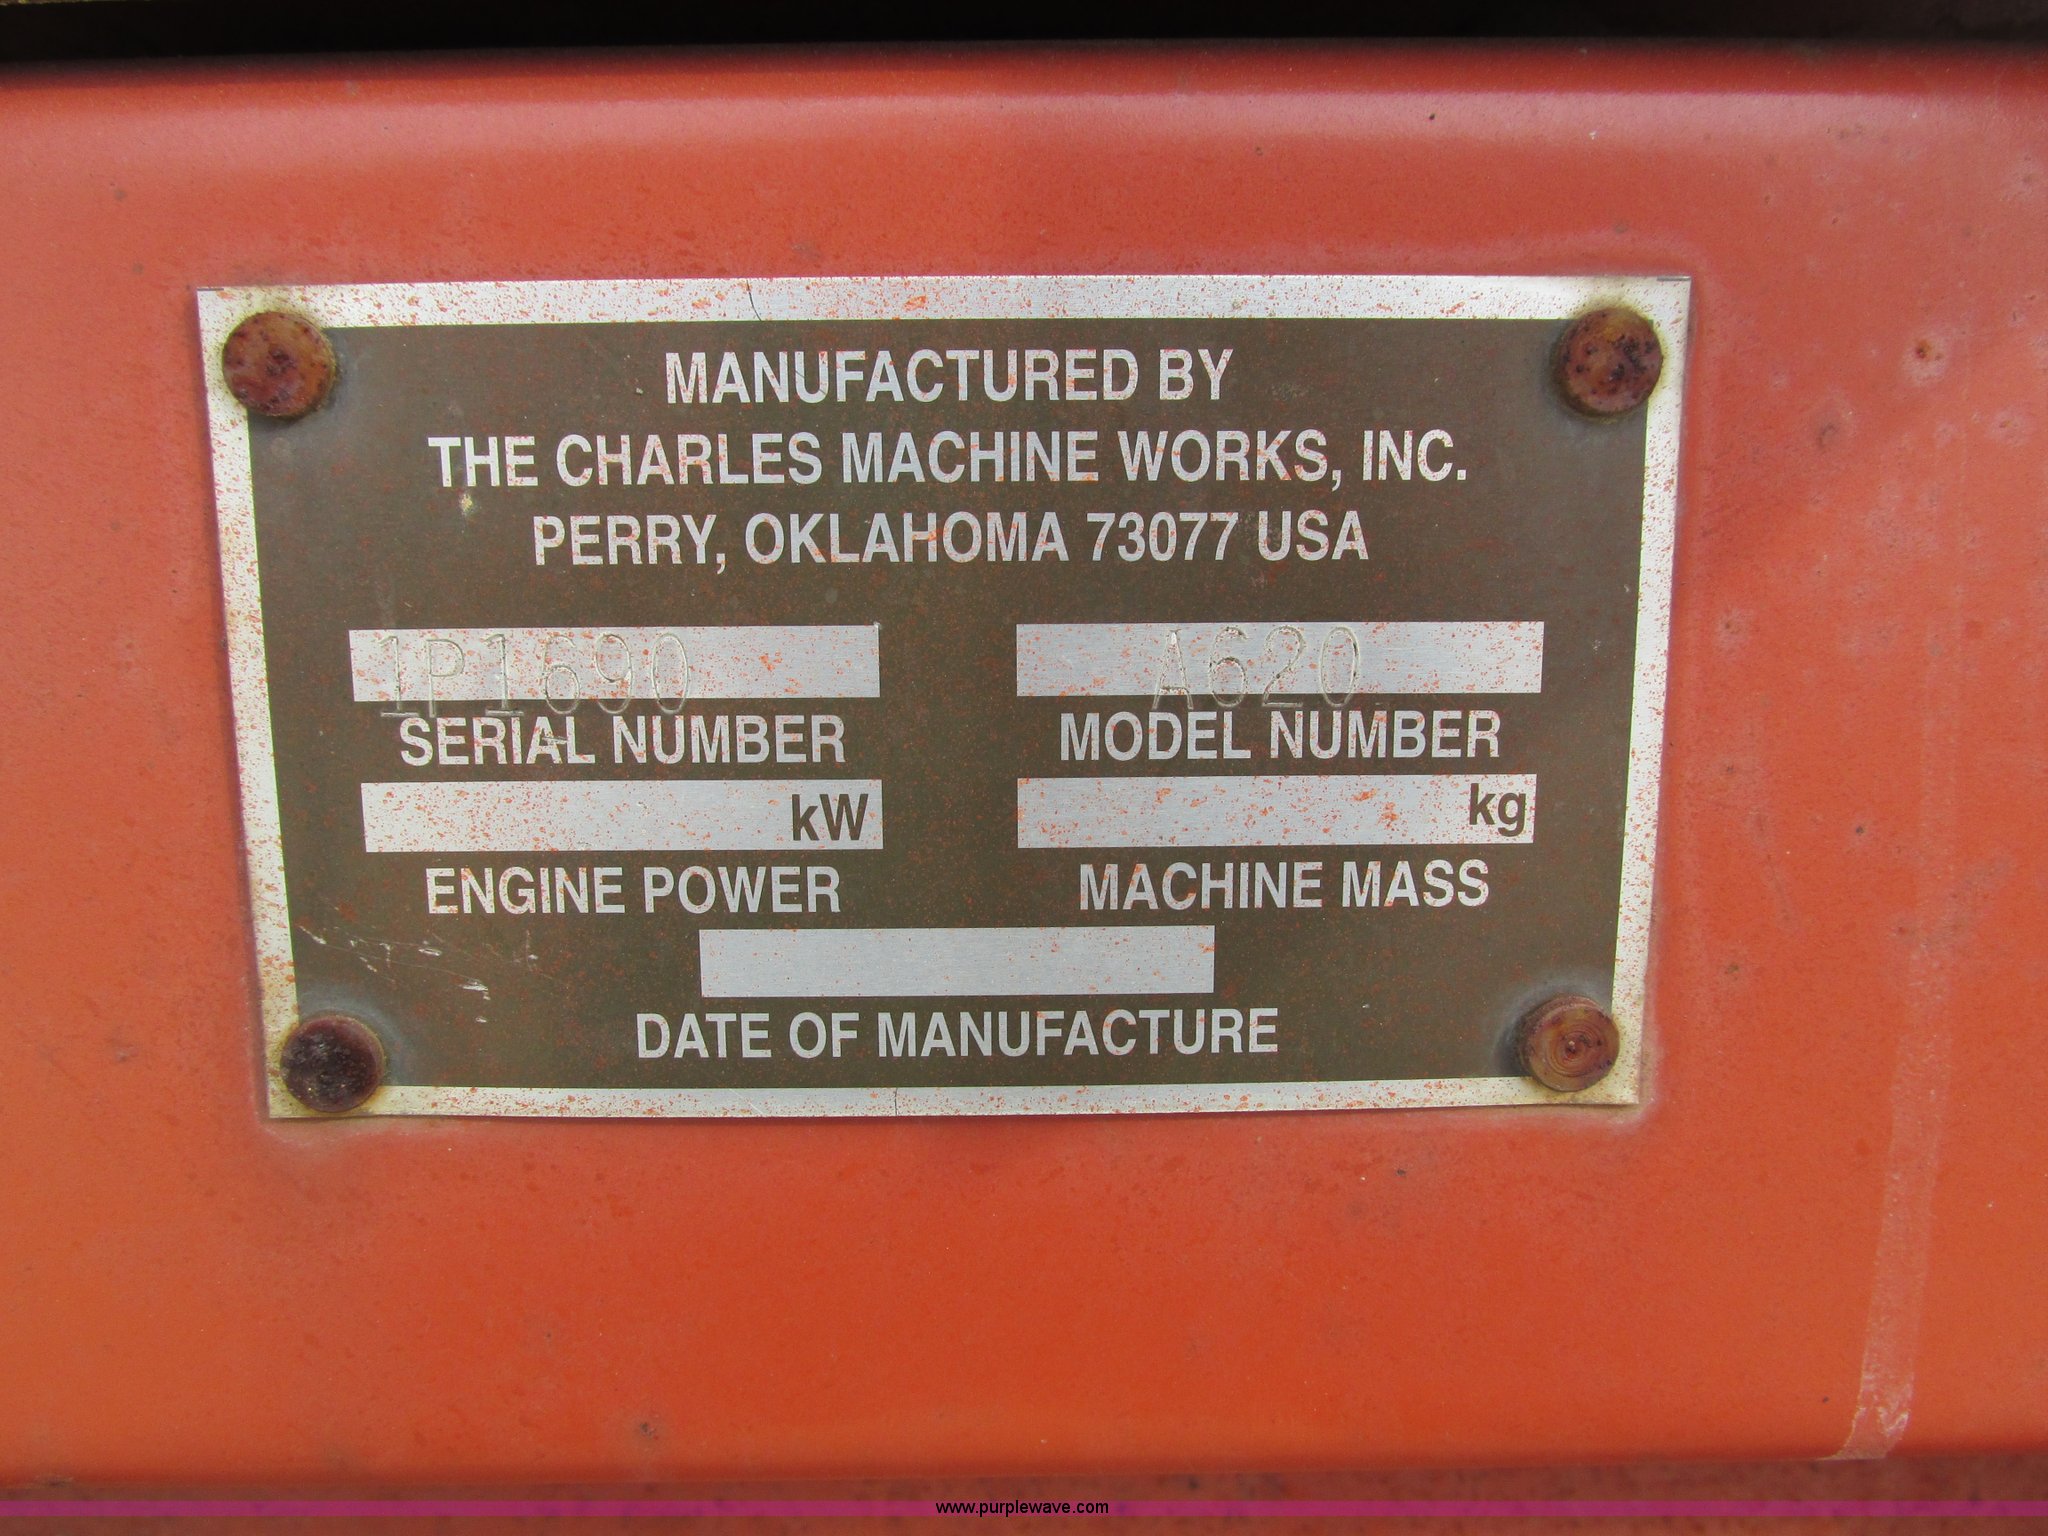 MANUFACTURED BY
THE CHARLES MACHINE WORKS, INC.
PERRY, OKLAHOMA 73077 USA
1P1690 A620
SERIAL NUMBER MODEL NUMBER
kW kg
ENGINE POWER MACHINE MASS
DATE OF MANUFACTURE
www.purplewave.com